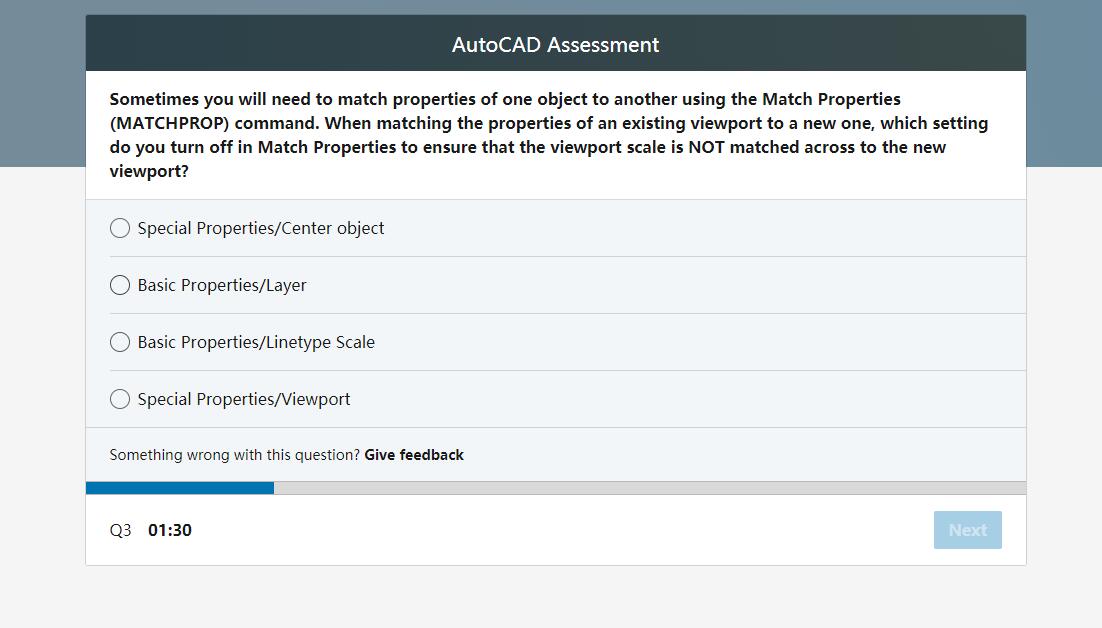 AutoCAD Assessment
Sometimes you will need to match properties of one object to another using the Match Properties
(MATCHPROP) command. When matching the properties of an existing viewport to a new one, which setting
do you turn off in Match Properties to ensure that the viewport scale is NOT matched across to the new
viewport?
Special Properties/Center object
Basic Properties/Layer
Basic Properties/Linetype Scale
Special Properties/Viewport
Something wrong with this question? Give feedback
Q3 01:30
Next